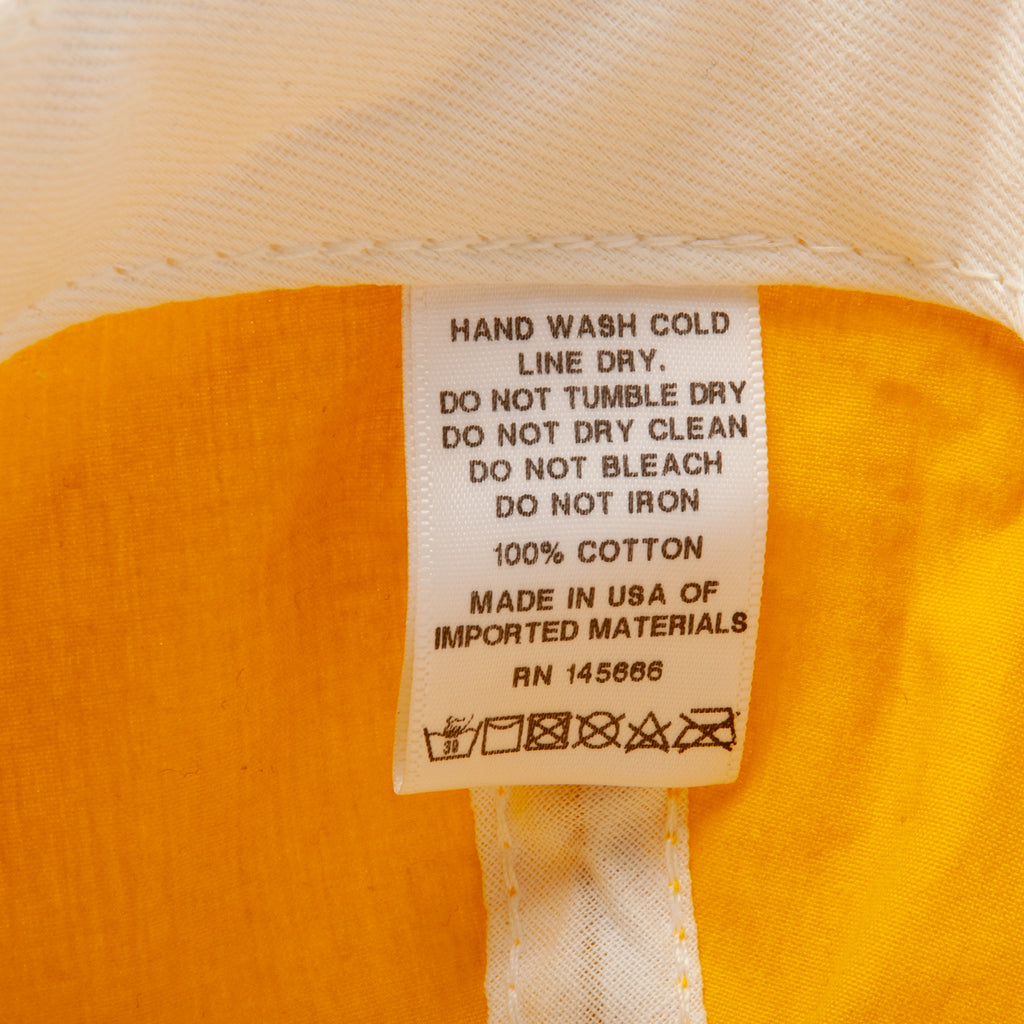 HAND WASH COLD
LINE DRY.
DO NOT TUMBLE DRY
DO NOT DRY CLEAN
DO NOT BLEACH
DO NOT IRON
100% COTTON
MADE IN USA OF
IMPORTED MATERIALS
RN 145666
30